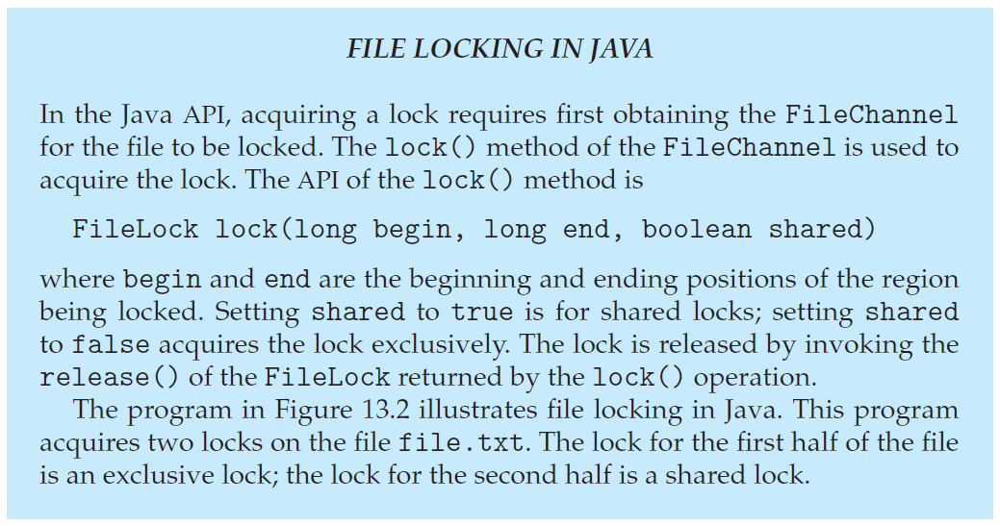 FILE LOCKING IN JAVA
In the Java API, acquiring a lock requires first obtaining the FileChannel
for the file to be locked. The lock() method of the FileChannel is used to
acquire the lock. The API of the lock() method is
FileLock lock(long begin, long end, boolean shared)
where begin and end are the beginning and ending positions of the region
being locked. Setting shared to true is for shared locks; setting shared
to false acquires the lock exclusively. The lock is released by invoking the
release() of the FileLock returned by the lock() operation.
The program in Figure 13.2 illustrates file locking in Java. This program
acquires two locks on the file file.txt. The lock for the first half of the file
is an exclusive lock; the lock for the second half is a shared lock.